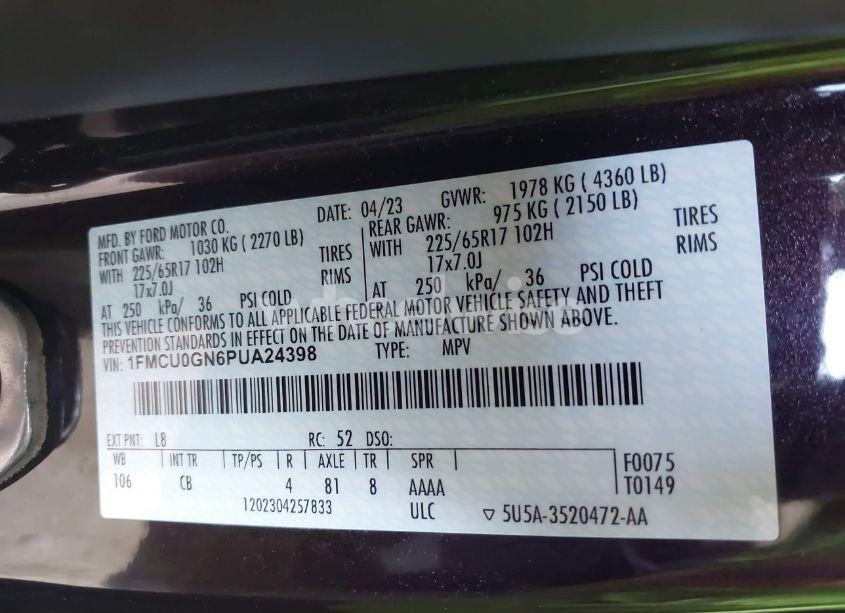 MFD. BY FORD MOTOR CO.
DATE: 04/23 GVWR: 1978 KG ( 4360 LB)
FRONT GAWR: 1030 KG ( 2270 LB) REAR GAWR: 975 KG ( 2150 LB)
WITH 225/65R17 102H TIRES WITH 225/65R17 102H TIRES
17x7.0J RIMS 17x7.0J RIMS
AT 250 kPa/ 36 PSI COLD AT 250 kPa/ 36 PSI COLD
THIS VEHICLE CONFORMS TO ALL APPLICABLE FEDERAL MOTOR VEHICLE SAFETY AND THEFT
PREVENTION STANDARDS IN EFFECT ON THE DATE OF MANUFACTURE SHOWN ABOVE.
VIN: 1FMCU0GN6PUA24398 TYPE: MPV
EXT PNT: L8 RC: 52 DSO:
WB INT TR TP/PS R AXLE TR SPR F0075
106 CB 4 81 8 AAAA T0149
1202304257833 ULC ▽ 5U5A-3520472-AA